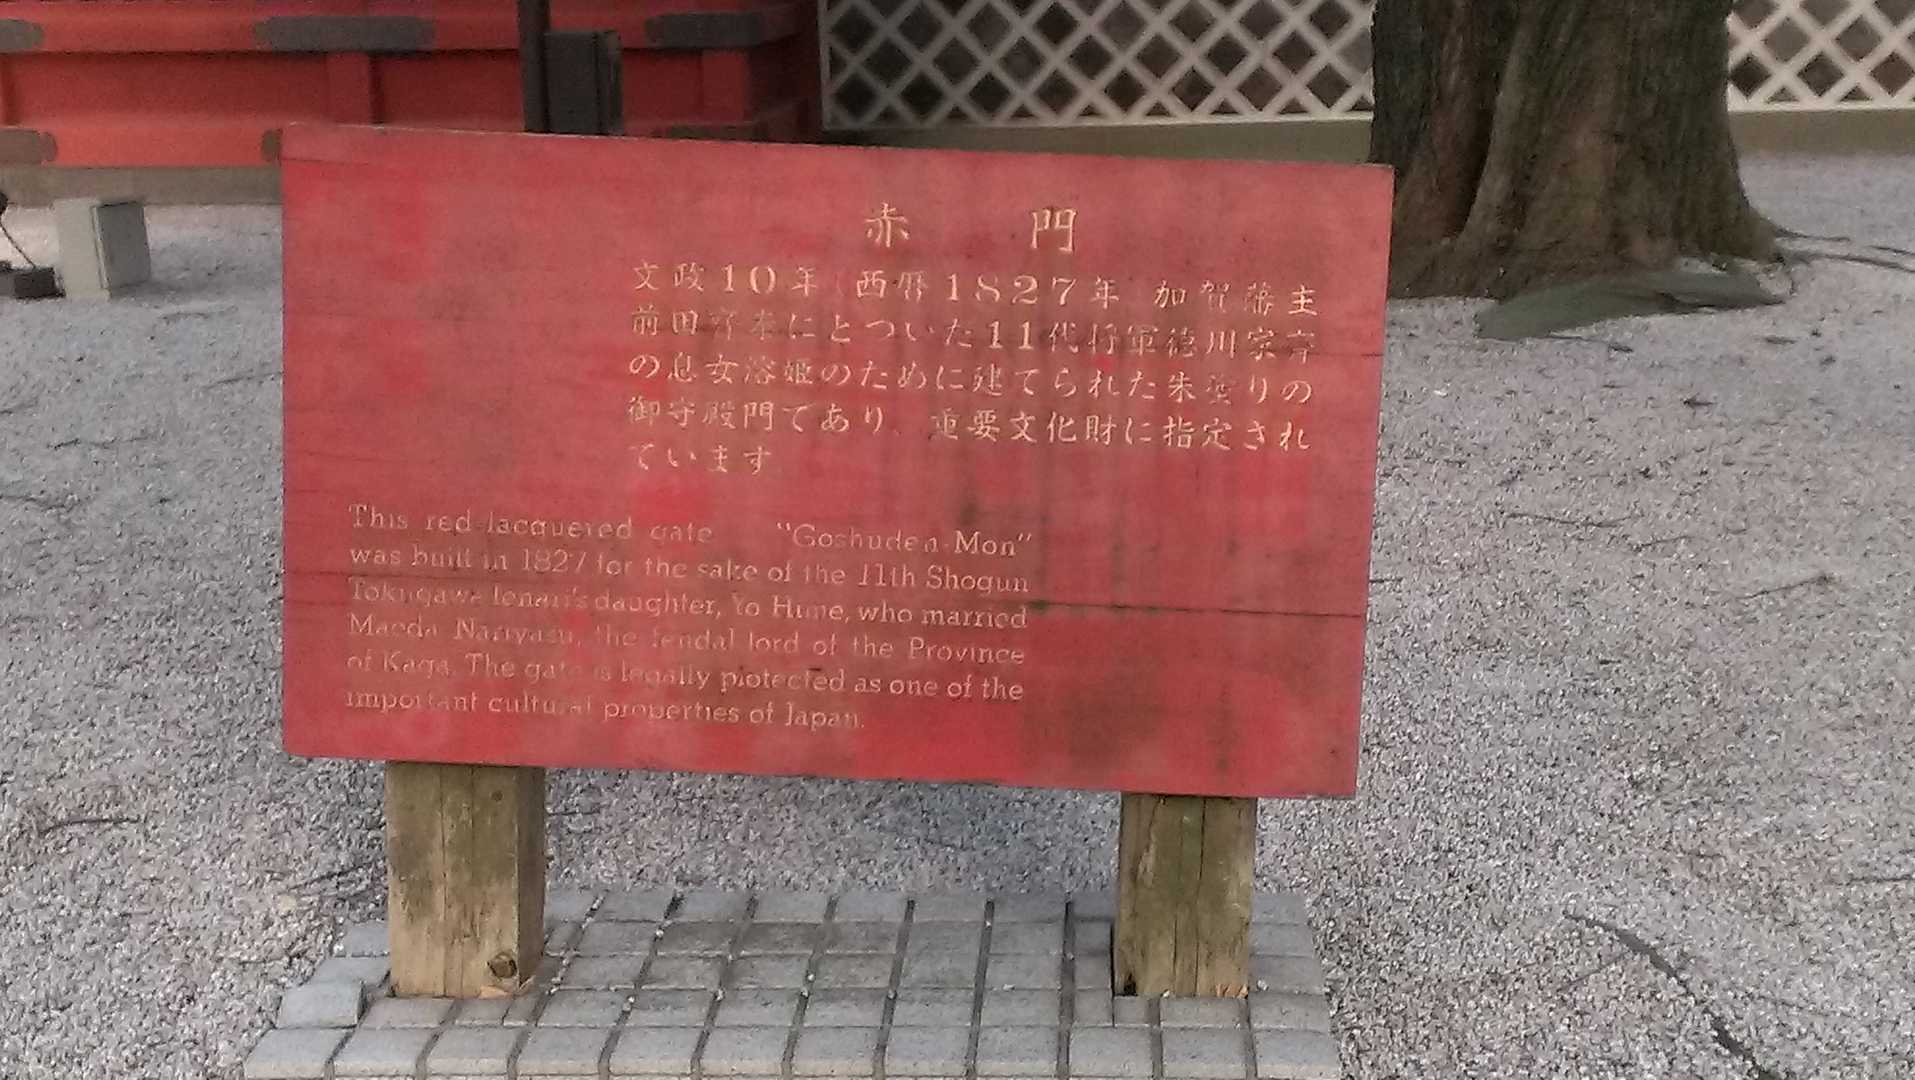 赤 門
文政10年(西暦1827年 加賀藩主
前田斉泰にとついだ11代将軍徳川家斉
の息女溶姫のために建てられた朱塗りの
御守殿門であり、重要文化財に指定され
ています
This red-lacquered gate "Goshuden-Mon"
was built in 1827 for the sake of the 11th Shogun
Tokugawa Ienari's daughter, Yo Hime, who married
Maeda Nariyasu, the feudal lord of the Province
of Kaga. The gate is legally protected as one of the
important cultural properties of Japan.